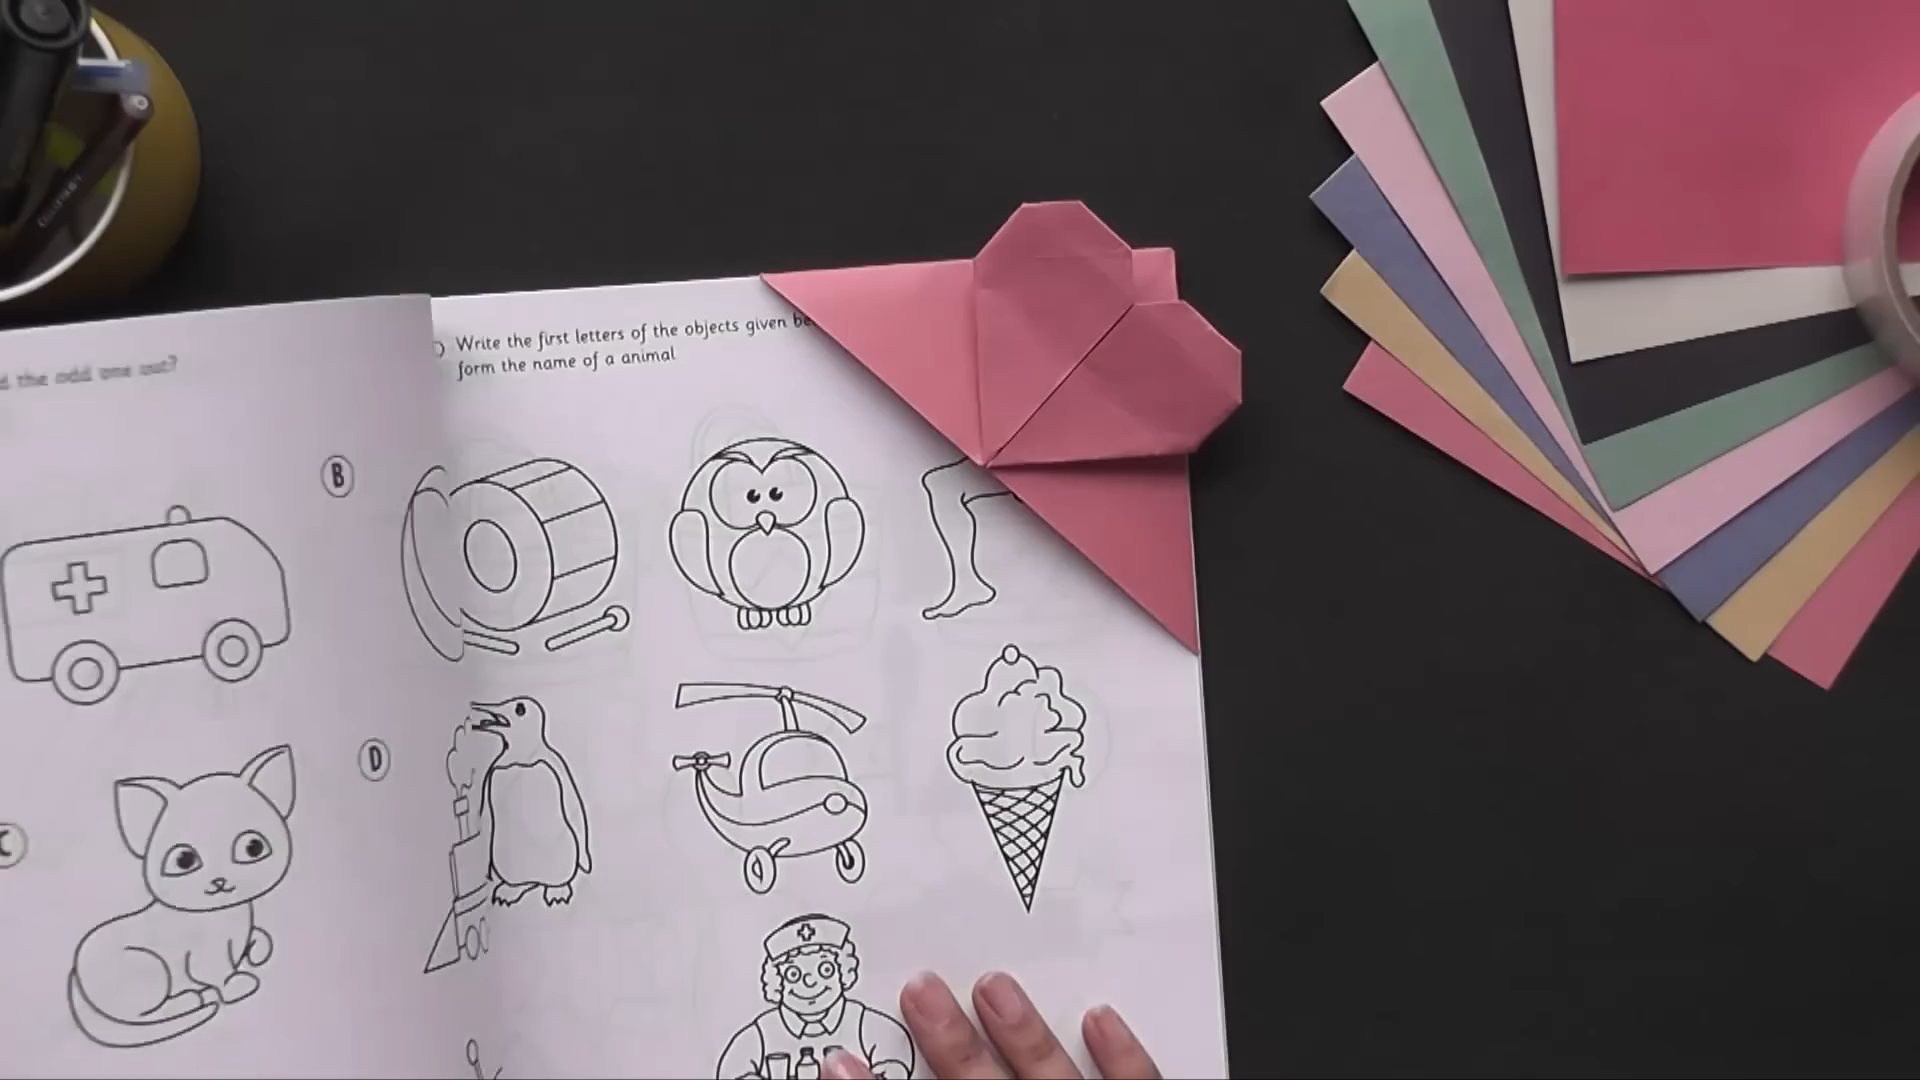 d the odd one out?
Write the first letters of the objects given be
form the name of a animal
B
D
C